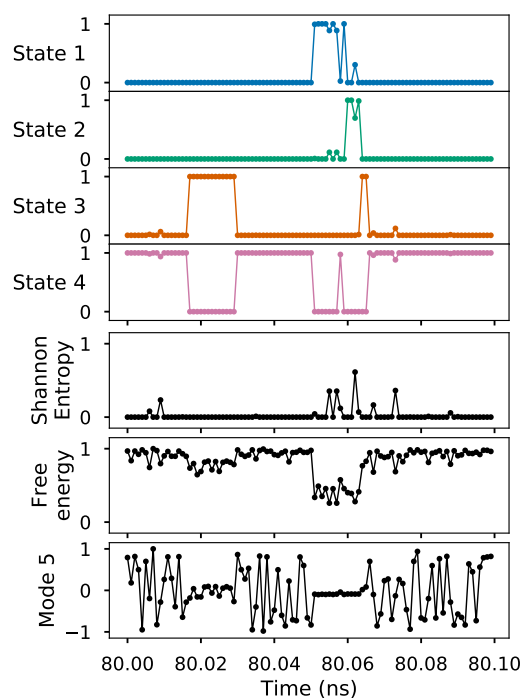 State 1
1
0
State 2
1
0
State 3
1
0
State 4
1
0
Shannon
Entropy
1
0
Free
energy
1
0
Mode 5
1
0
−1
80.00 80.02 80.04 80.06 80.08 80.10
Time (ns)